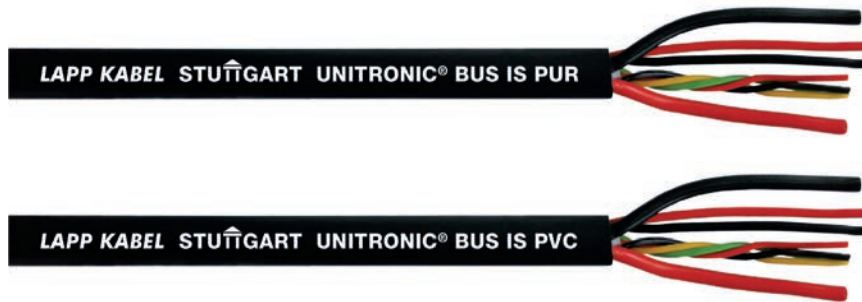 LAPP KABEL STUTTGART UNITRONIC® BUS IS PUR
LAPP KABEL STUTTGART UNITRONIC® BUS IS PVC